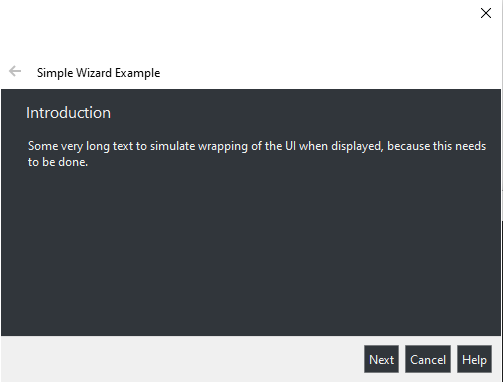 Simple Wizard Example
Introduction
Some very long text to simulate wrapping of the UI when displayed, because this needs
to be done.
Next Cancel Help